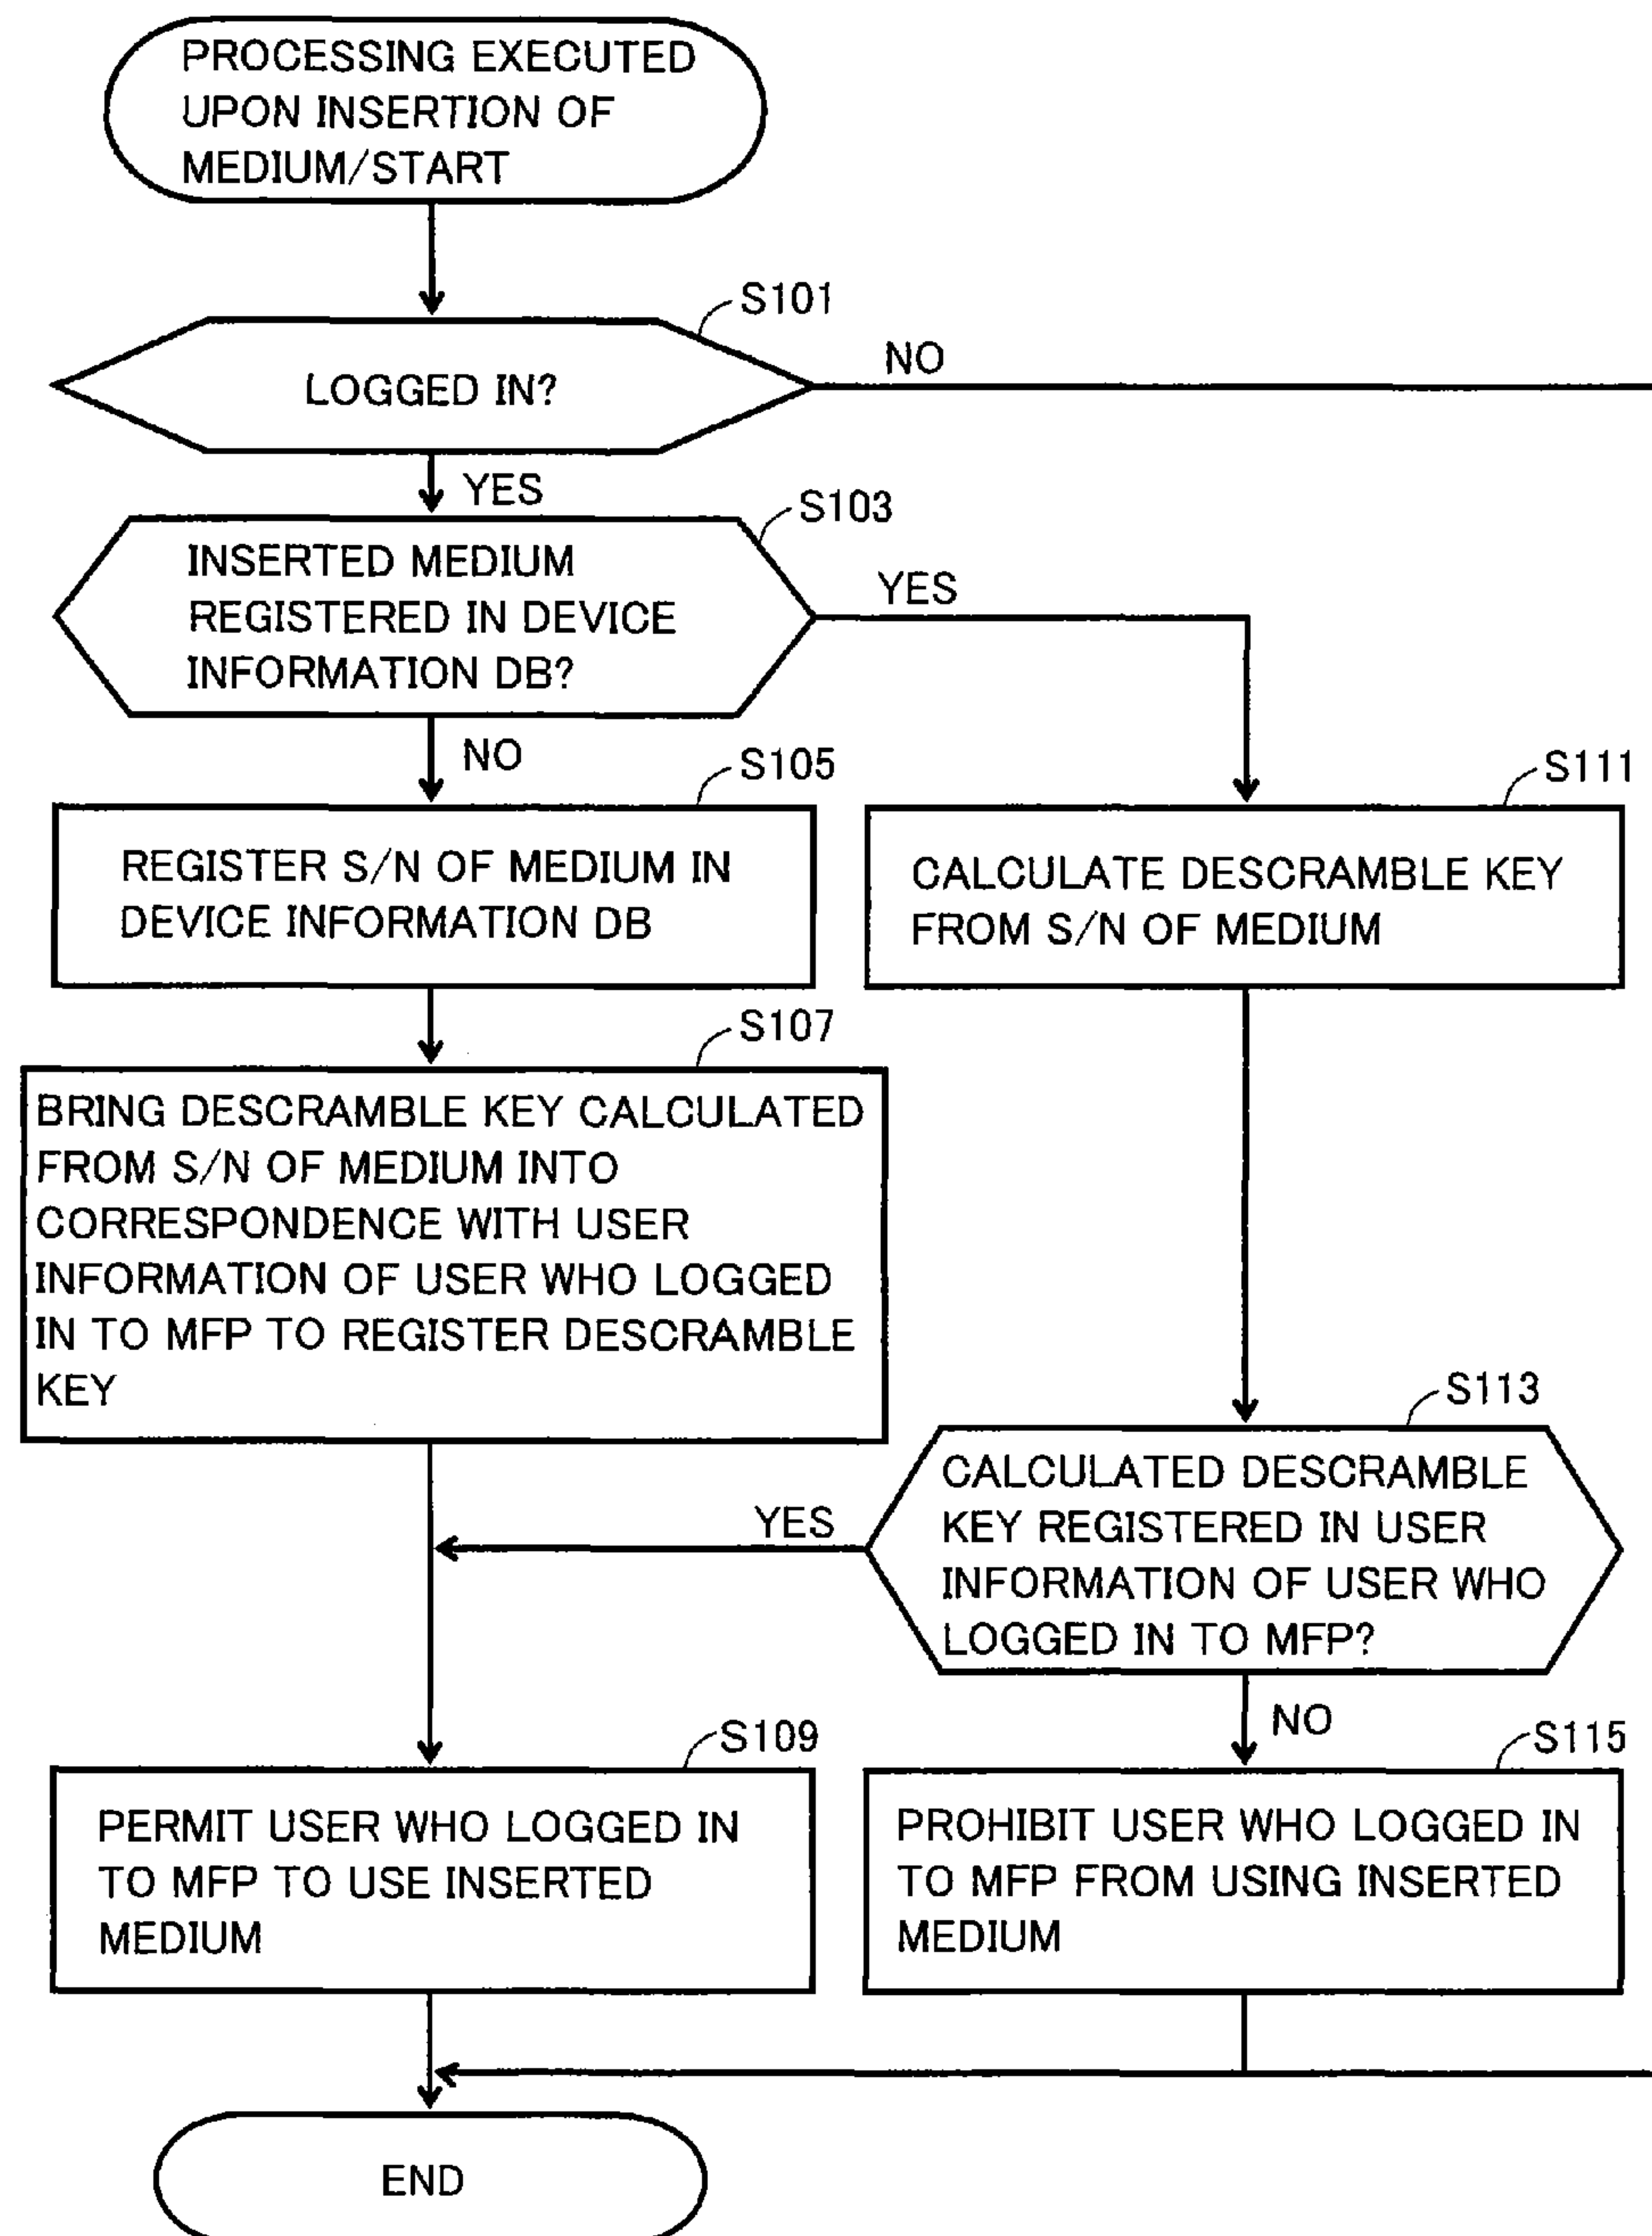 PROCESSING EXECUTED
UPON INSERTION OF
MEDIUM/START
S101
LOGGED IN?
NO
YES
S103
INSERTED MEDIUM
REGISTERED IN DEVICE
INFORMATION DB?
YES
NO
S105
REGISTER S/N OF MEDIUM IN
DEVICE INFORMATION DB
S111
CALCULATE DESCRAMBLE KEY
FROM S/N OF MEDIUM
S107
BRING DESCRAMBLE KEY CALCULATED
FROM S/N OF MEDIUM INTO
CORRESPONDENCE WITH USER
INFORMATION OF USER WHO LOGGED
IN TO MFP TO REGISTER DESCRAMBLE
KEY
S113
CALCULATED DESCRAMBLE
KEY REGISTERED IN USER
INFORMATION OF USER WHO
LOGGED IN TO MFP?
YES
NO
S109
PERMIT USER WHO LOGGED IN
TO MFP TO USE INSERTED
MEDIUM
S115
PROHIBIT USER WHO LOGGED IN
TO MFP FROM USING INSERTED
MEDIUM
END